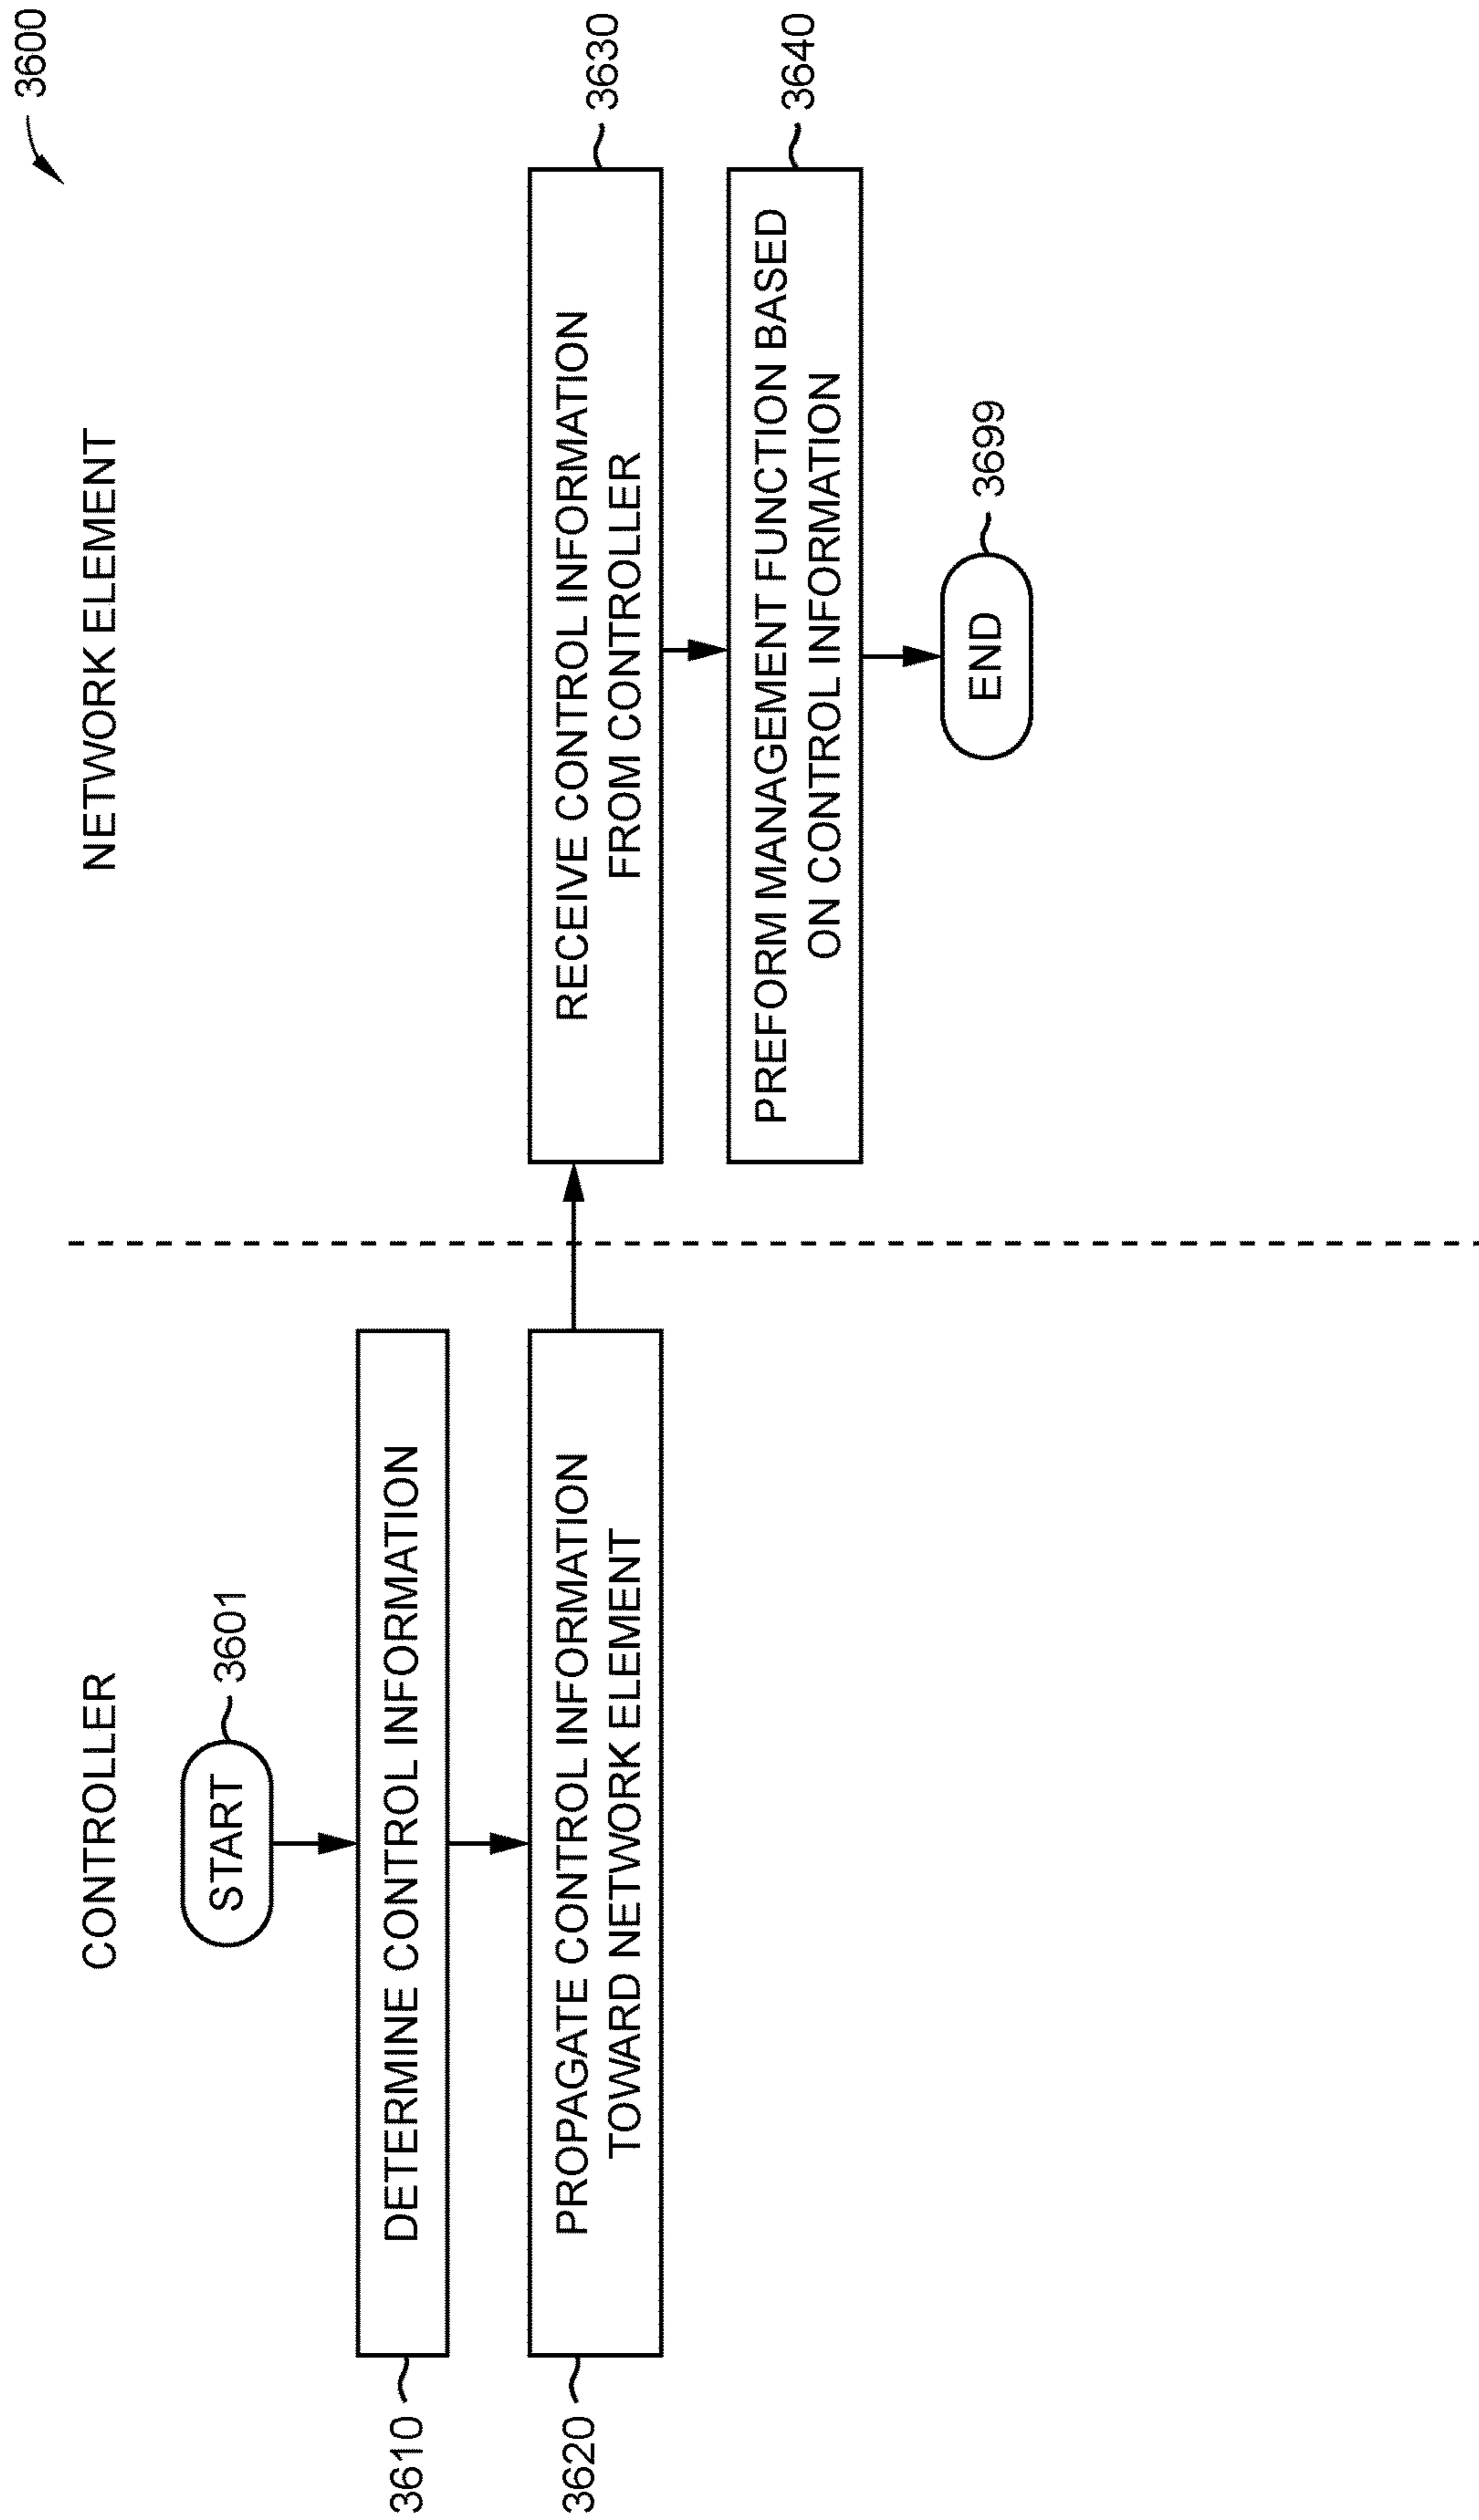 3600
CONTROLLER
NETWORK ELEMENT
START
3601
3610
DETERMINE CONTROL INFORMATION
3620
PROPAGATE CONTROL INFORMATION
TOWARD NETWORK ELEMENT
RECEIVE CONTROL INFORMATION
FROM CONTROLLER
3630
PREFORM MANAGEMENT FUNCTION BASED
ON CONTROL INFORMATION
3640
END
3699